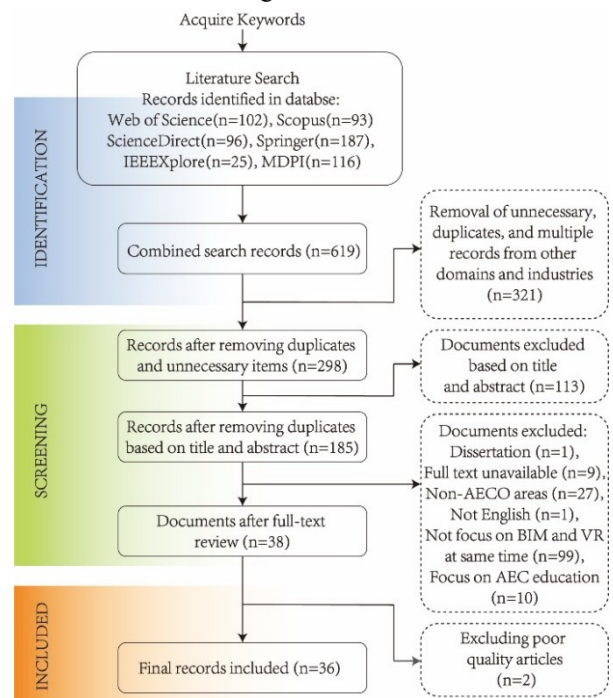 Acquire Keywords
Literature Search
Records identified in databse:
Web of Science(n=102), Scopus(n=93)
ScienceDirect(n=96), Springer(n=187),
IEEEXplore(n=25), MDPI(n=116)
IDENTIFICATION
Combined search records (n=619)
Removal of unnecessary,
duplicates, and multiple
records from other
domains and industries
(n=321)
SCREENING
Records after removing duplicates
and unnecessary items (n=298)
Documents excluded
based on title
and abstract (n=113)
Records after removing duplicates
based on title and abstract(n=185)
Documents excluded:
Dissertation (n=1),
Full text unavailable (n=9),
Non-AECO areas (n=27),
Not English (n=1),
Not focus on BIM and VR
at same time (n=99),
Focus on AEC education
(n=10)
Documents after full-text
review (n=38)
INCLUDED
Final records included (n=36)
Excluding poor
quality articles
(n=2)